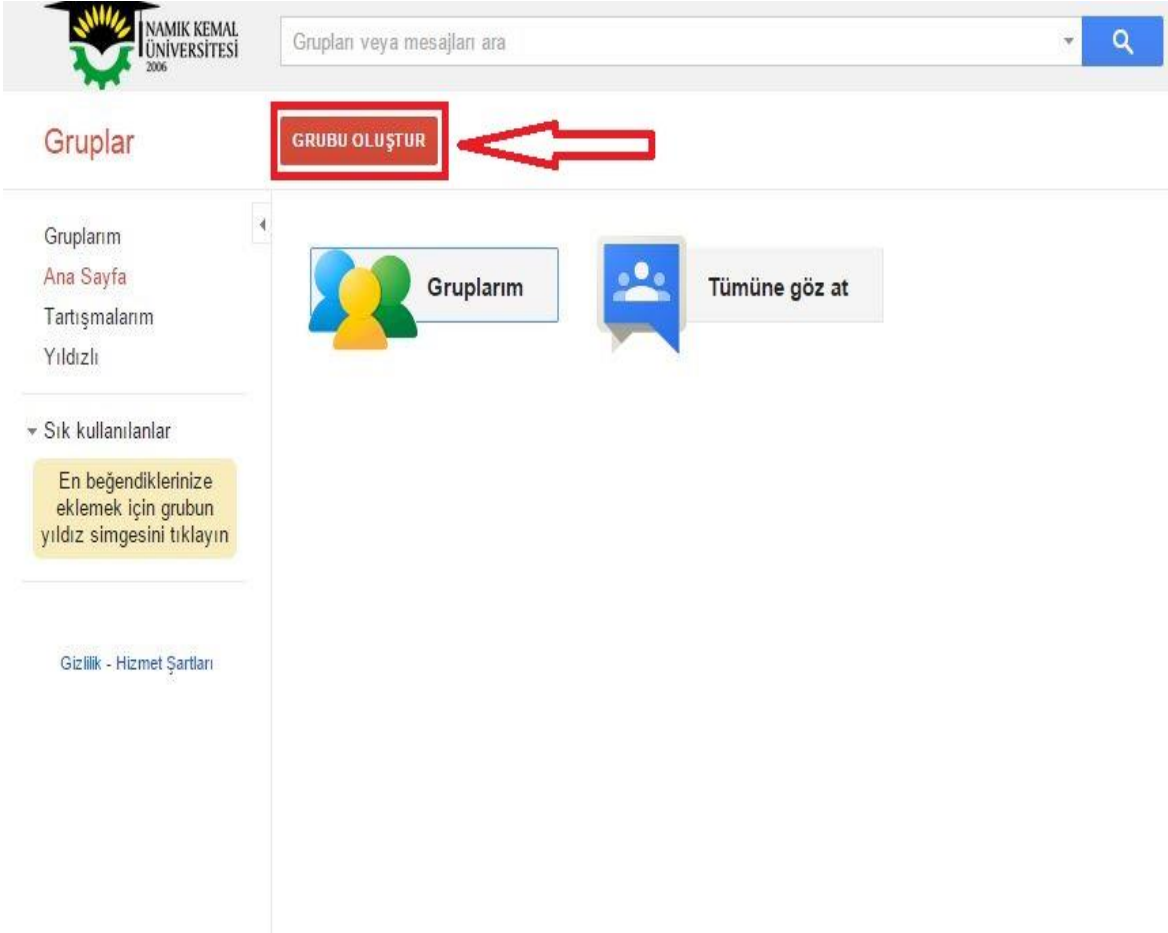 NAMIK KEMAL
ÜNİVERSİTESİ
2006
Grupları veya mesajları ara
Gruplar
GRUBU OLUŞTUR
Gruplarım
Ana Sayfa
Tartışmalarım
Yıldızlı
Sık kullanılanlar
En beğendiklerinize
eklemek için grubun
yıldız simgesini tıklayın
Gizlilik - Hizmet Şartları
Gruplarım
Tümüne göz at